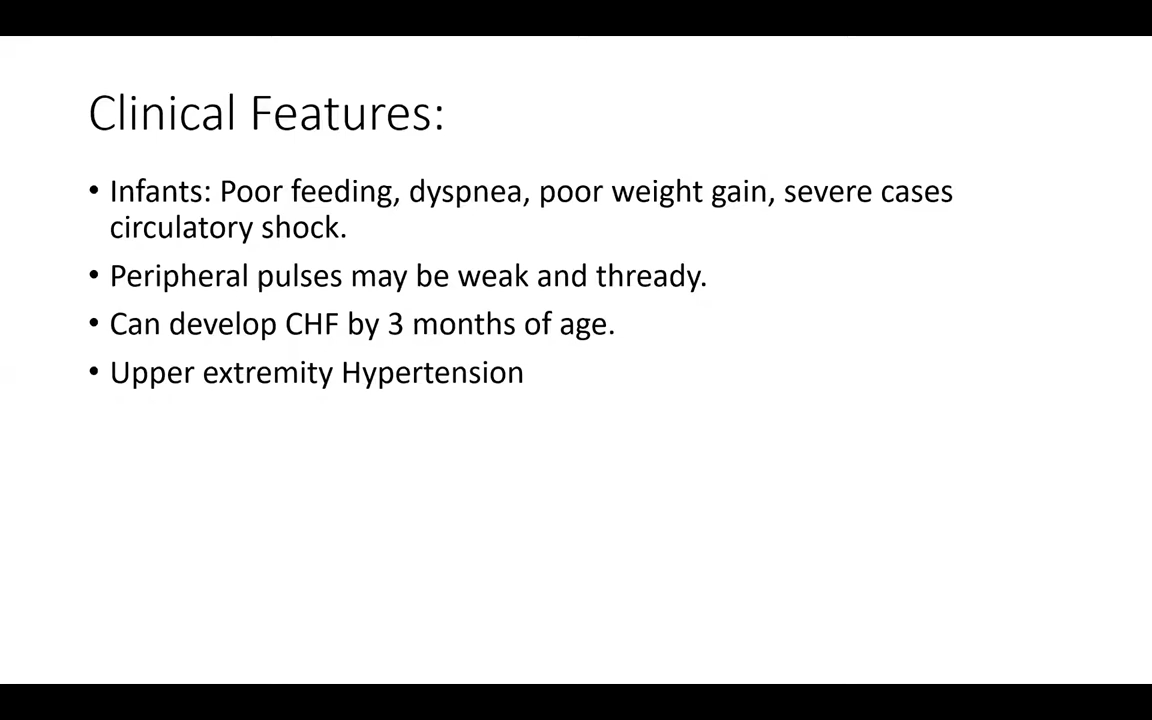 Clinical Features:
• Infants: Poor feeding, dyspnea, poor weight gain, severe cases
circulatory shock.
• Peripheral pulses may be weak and thready.
• Can develop CHF by 3 months of age.
• Upper extremity Hypertension